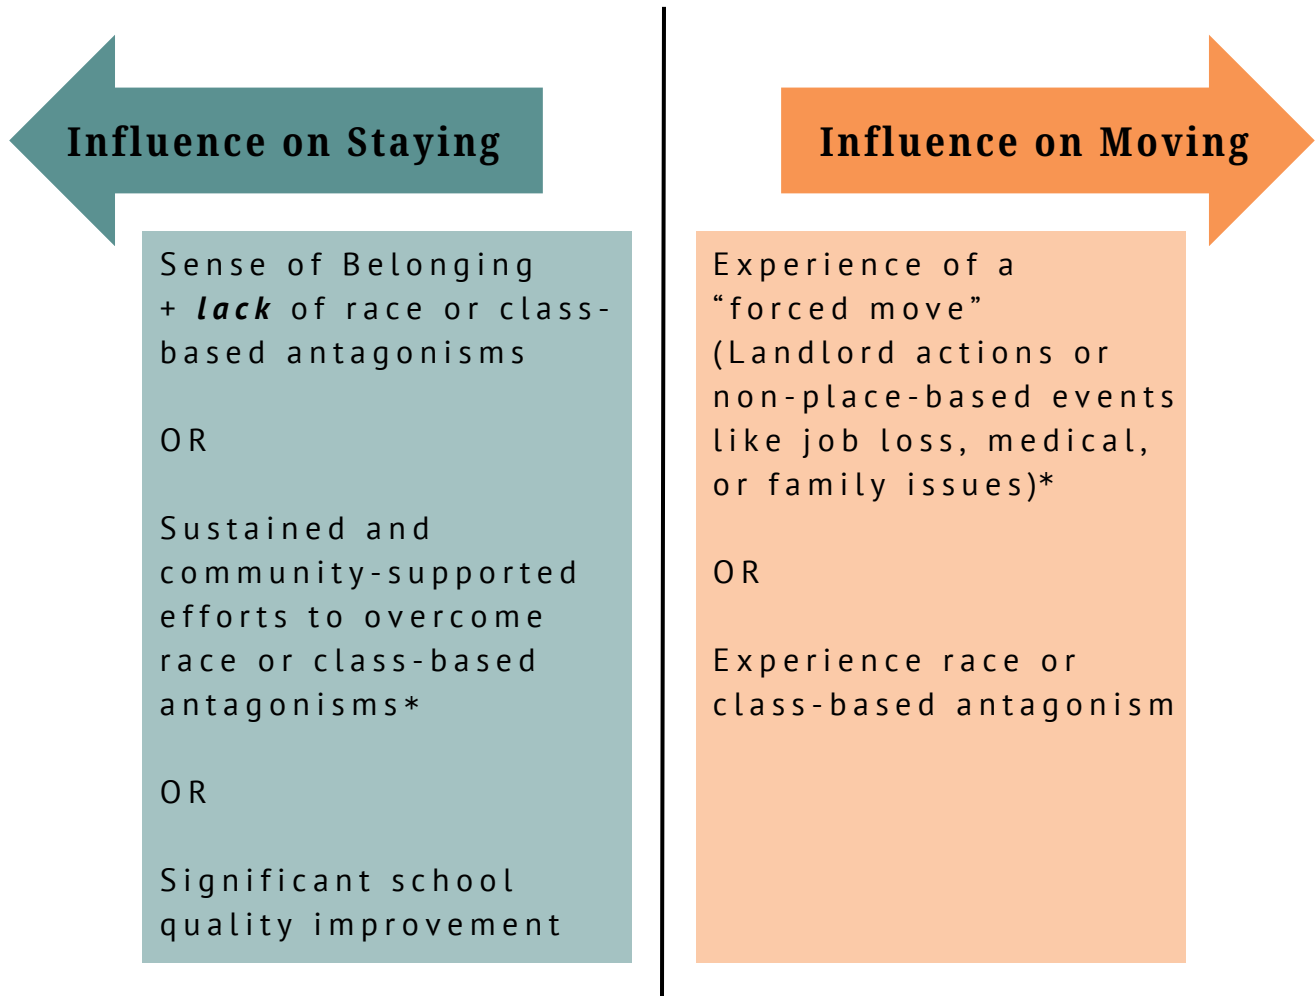 Influence on Staying
Sense of Belonging
+ lack of race or class-
based antagonisms
OR
Sustained and
community-supported
efforts to overcome
race or class-based
antagonisms*
OR
Significant school
quality improvement
Influence on Moving
Experience of a
“forced move”
(Landlord actions or
non-place-based events
like job loss, medical,
or family issues)*
OR
Experience race or
class-based antagonism